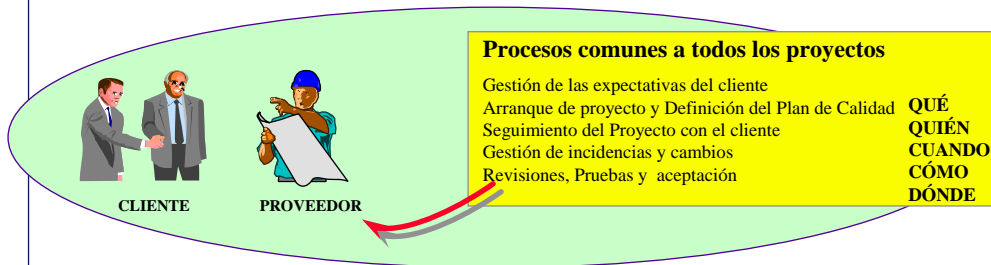 Procesos comunes a todos los proyectos
Gestión de las expectativas del cliente
Arranque de proyecto y Definición del Plan de Calidad
Seguimiento del Proyecto con el cliente
Gestión de incidencias y cambios
Revisiones, Pruebas y aceptación
QUÉ
QUIÉN
CUANDO
CÓMO
DÓNDE
CLIENTE
PROVEEDOR